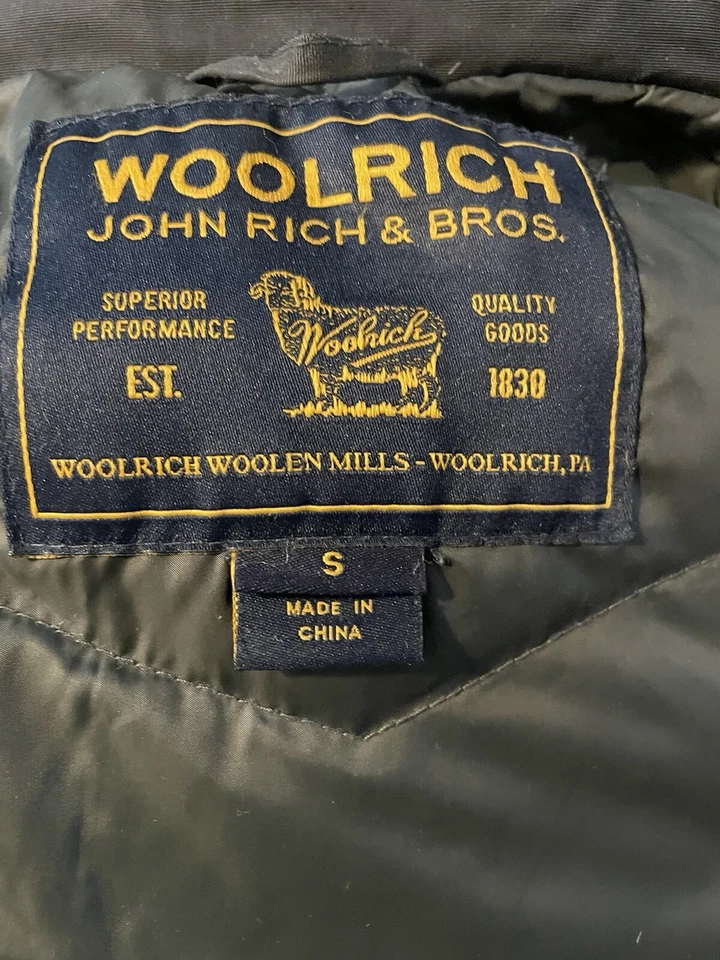 WOOLRICH
JOHN RICH & BROS.
SUPERIOR
PERFORMANCE
Woolrich
QUALITY
GOODS
EST.
1830
WOOLRICH WOOLEN MILLS - WOOLRICH, PA
S
MADE IN
CHINA